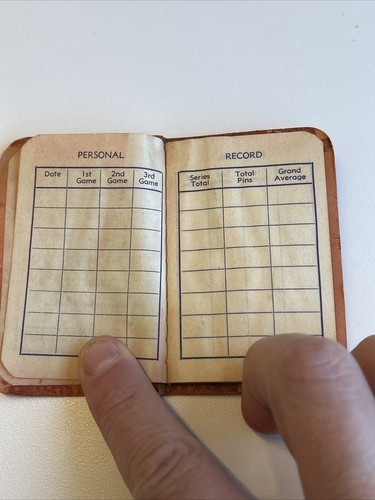 PERSONAL
Date 1st Game 2nd Game 3rd Game
RECORD
Series Total Total Pins Grand Average